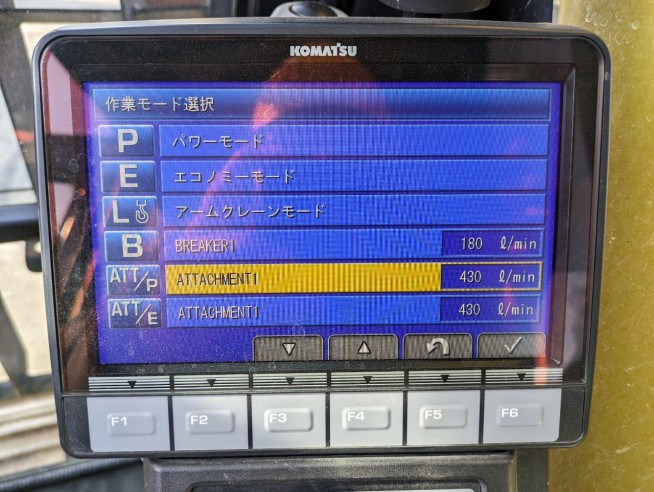 KOMATSU
作業モード選択
P パワーモード
E エコノミーモード
L アームクレーンモード
B BREAKER1 180 ℓ/min
ATT/P ATTACHMENT1 430 ℓ/min
ATT/E ATTACHMENT1 430 ℓ/min
F1 F2 F3 F4 F5 F6